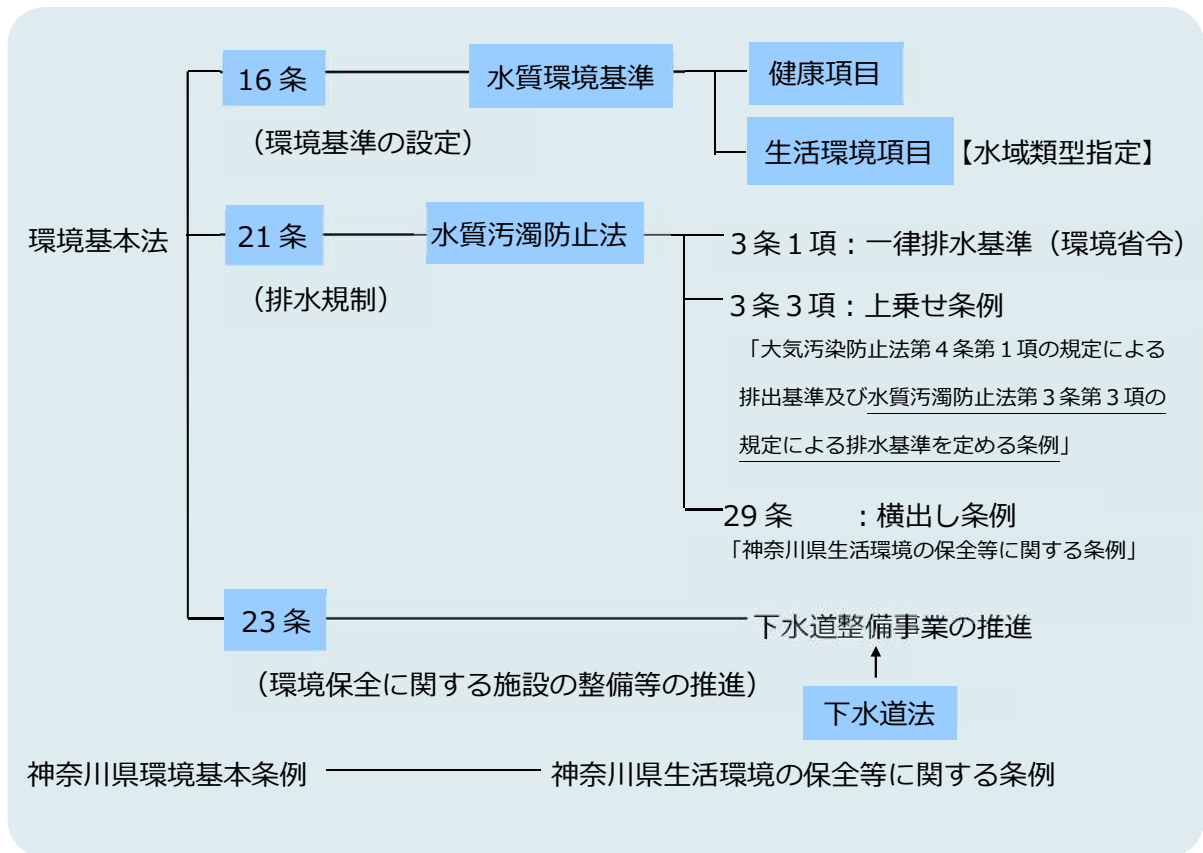 16 条
水質環境基準
健康項目
（環境基準の設定）
生活環境項目
【水域類型指定】
環境基本法
21 条
水質汚濁防止法
３条１項：一律排水基準（環境省令）
（排水規制）
３条３項：上乗せ条例
「大気汚染防止法第４条第１項の規定による
排出基準及び水質汚濁防止法第３条第３項の
規定による排水基準を定める条例」
29 条　　：横出し条例
「神奈川県生活環境の保全等に関する条例」
23 条
下水道整備事業の推進
（環境保全に関する施設の整備等の推進）
下水道法
神奈川県環境基本条例
神奈川県生活環境の保全等に関する条例